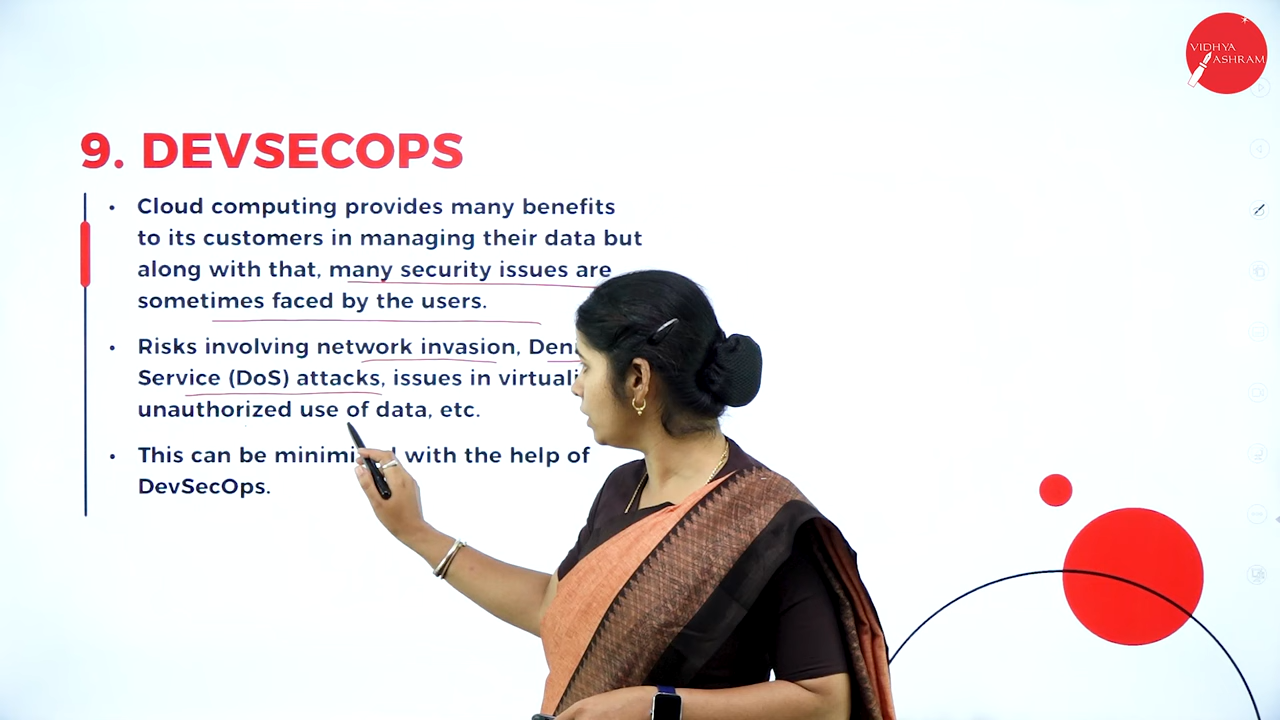 VIDHYA
ASHRAM
9. DEVSECOPS
• Cloud computing provides many benefits
to its customers in managing their data but
along with that, many security issues are
sometimes faced by the users.
• Risks involving network invasion,
Service (DoS) attacks, issues in
unauthorized use of data, etc.
• This can be with the help of
DevSecOps.